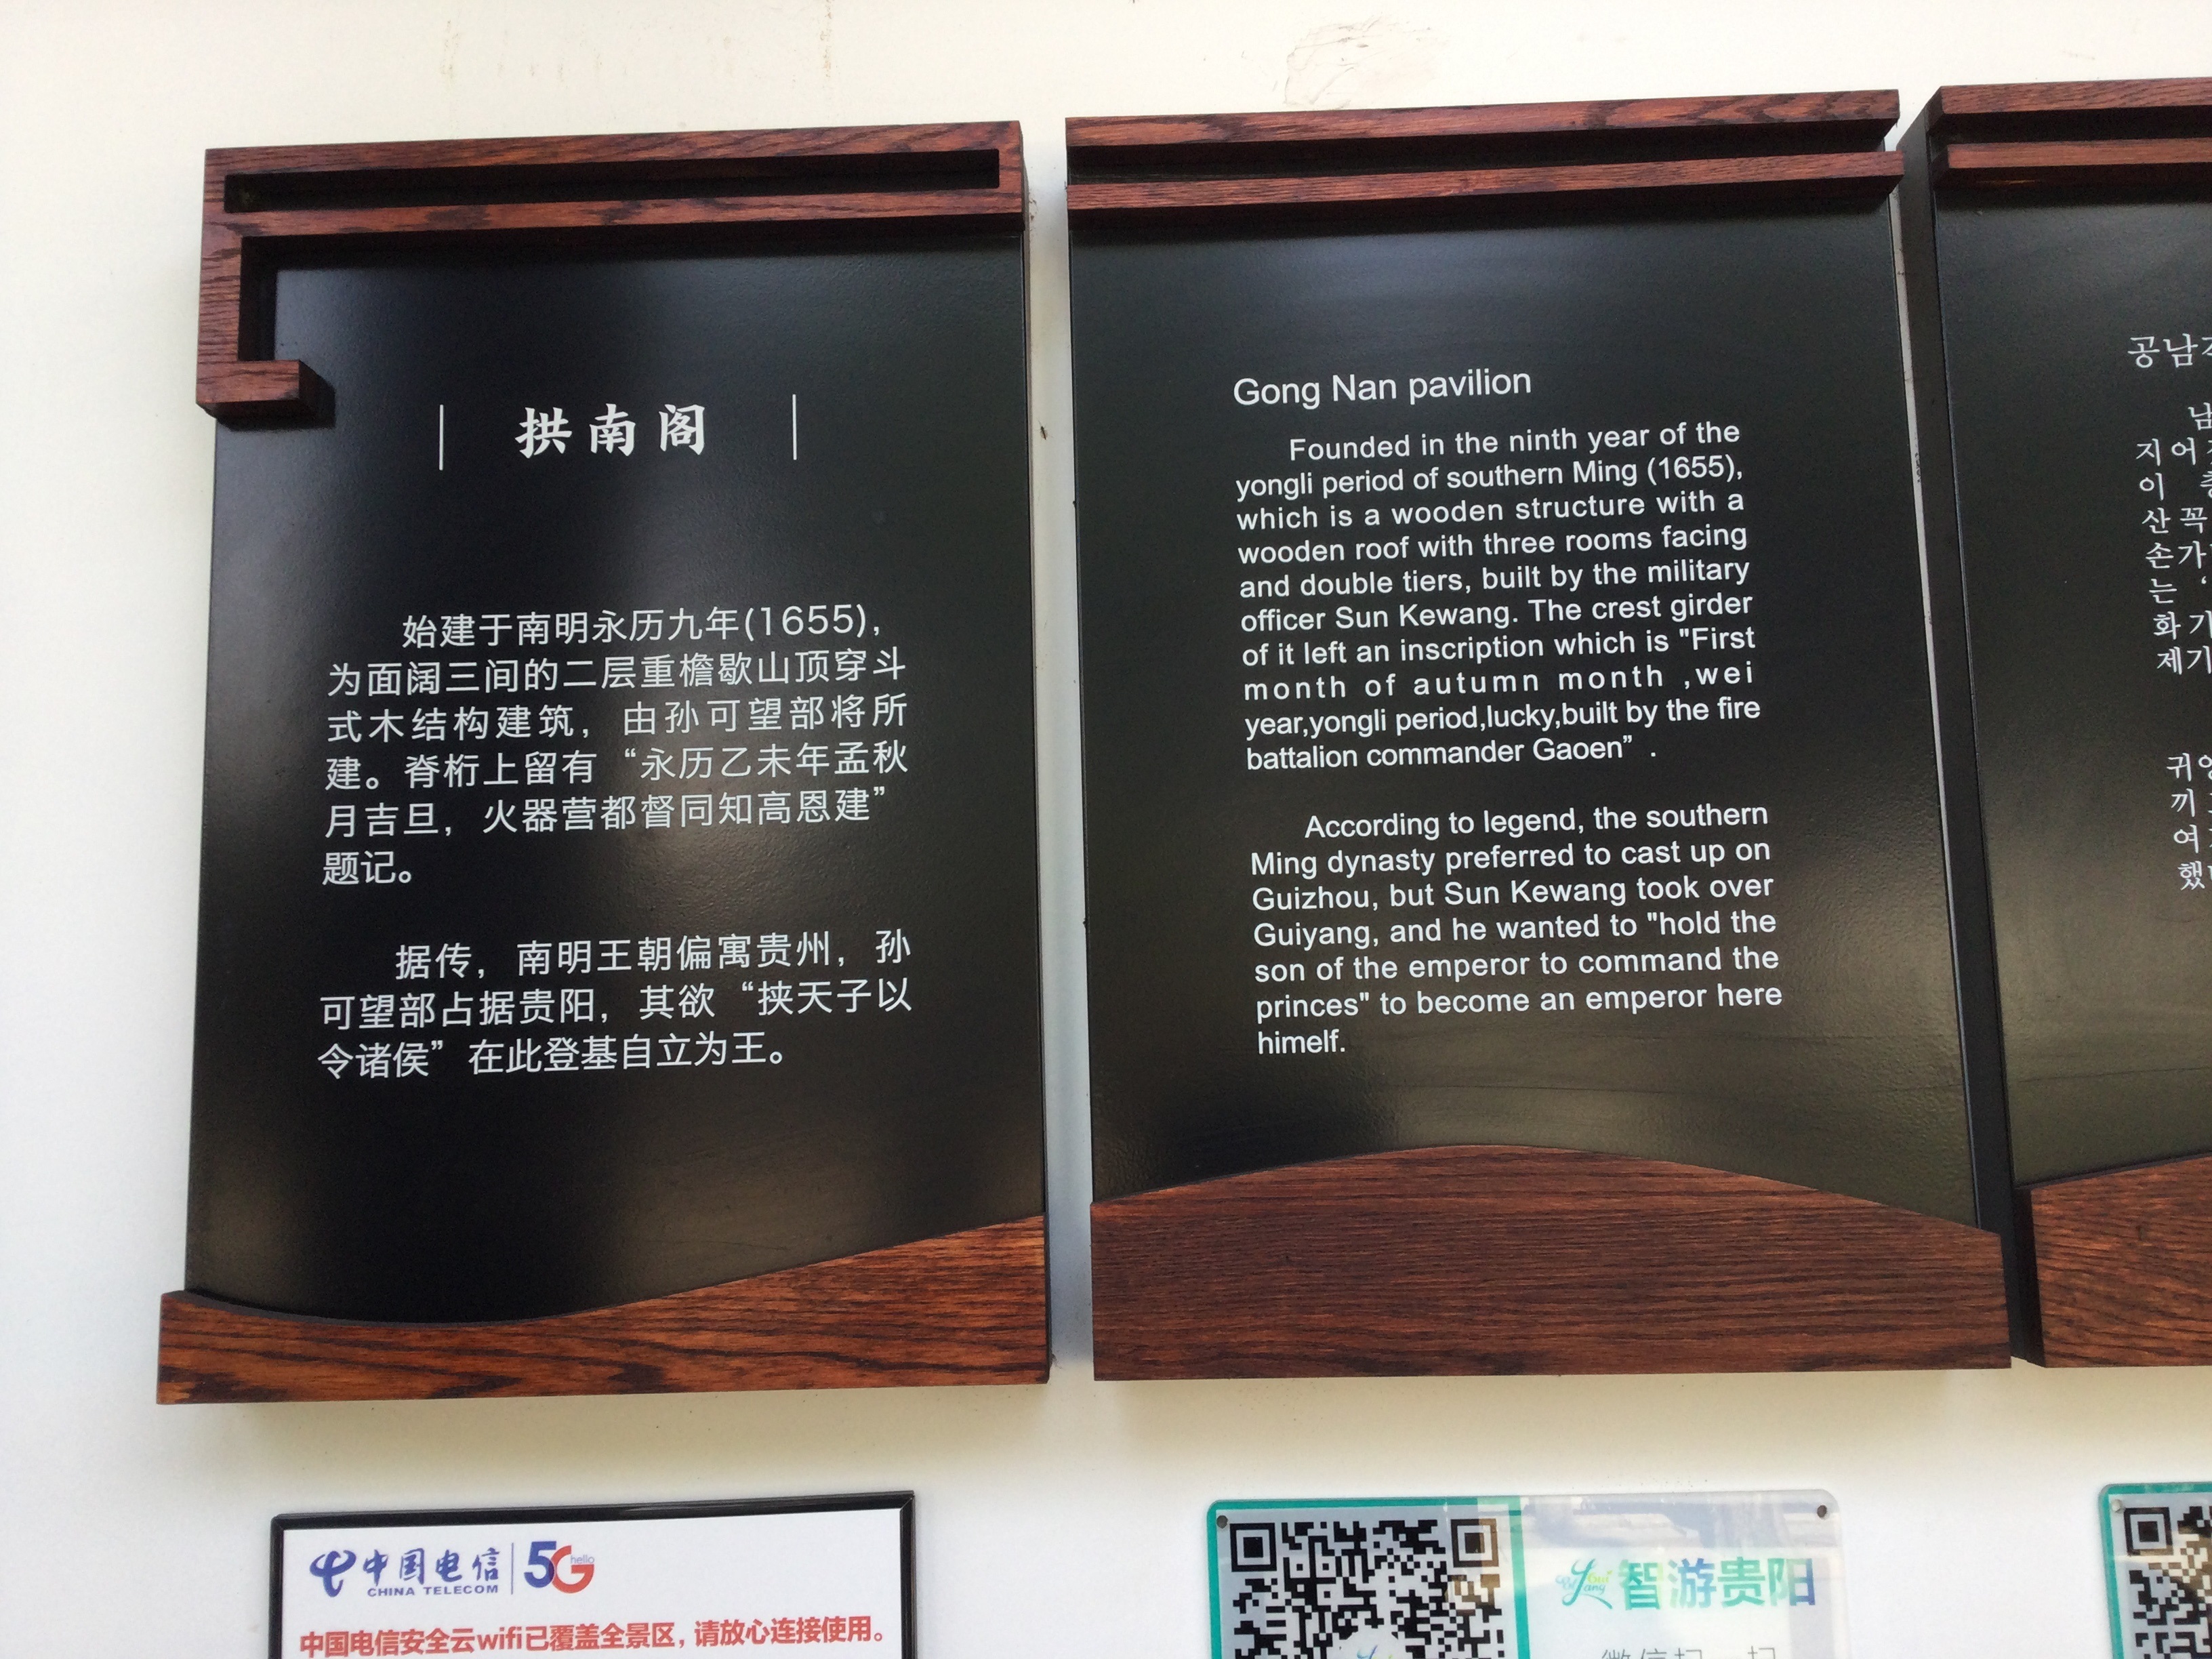 拱南阁
始建于南明永历九年(1655),
为面阔三间的二层重檐歇山顶穿斗
式木结构建筑，由孙可望部将所
建。脊桁上留有“永历乙未年孟秋
月吉旦，火器营都督同知高恩建”
题记。
据传，南明王朝偏寓贵州，孙
可望部占据贵阳，其欲“挟天子以
令诸侯”在此登基自立为王。
Gong Nan pavilion
Founded in the ninth year of the
yongli period of southern Ming (1655),
which is a wooden structure with a
wooden roof with three rooms facing
and double tiers, built by the military
officer Sun Kewang. The crest girder
of it left an inscription which is "First
month of autumn month ,wei
year,yongli period,lucky,built by the fire
battalion commander Gaoen” .
According to legend, the southern
Ming dynasty preferred to cast up on
Guizhou, but Sun Kewang took over
Guiyang, and he wanted to "hold the
son of the emperor to command the
princes" to become an emperor here
himelf.
공남
지어
이
산 꼭
손가
는 ‘
화 기
제기
귀
끼
여
했
中国电信 5G hello
CHINA TELECOM
中国电信安全云wifi已覆盖全景区，请放心连接使用。
智游贵阳
微信扫一扫